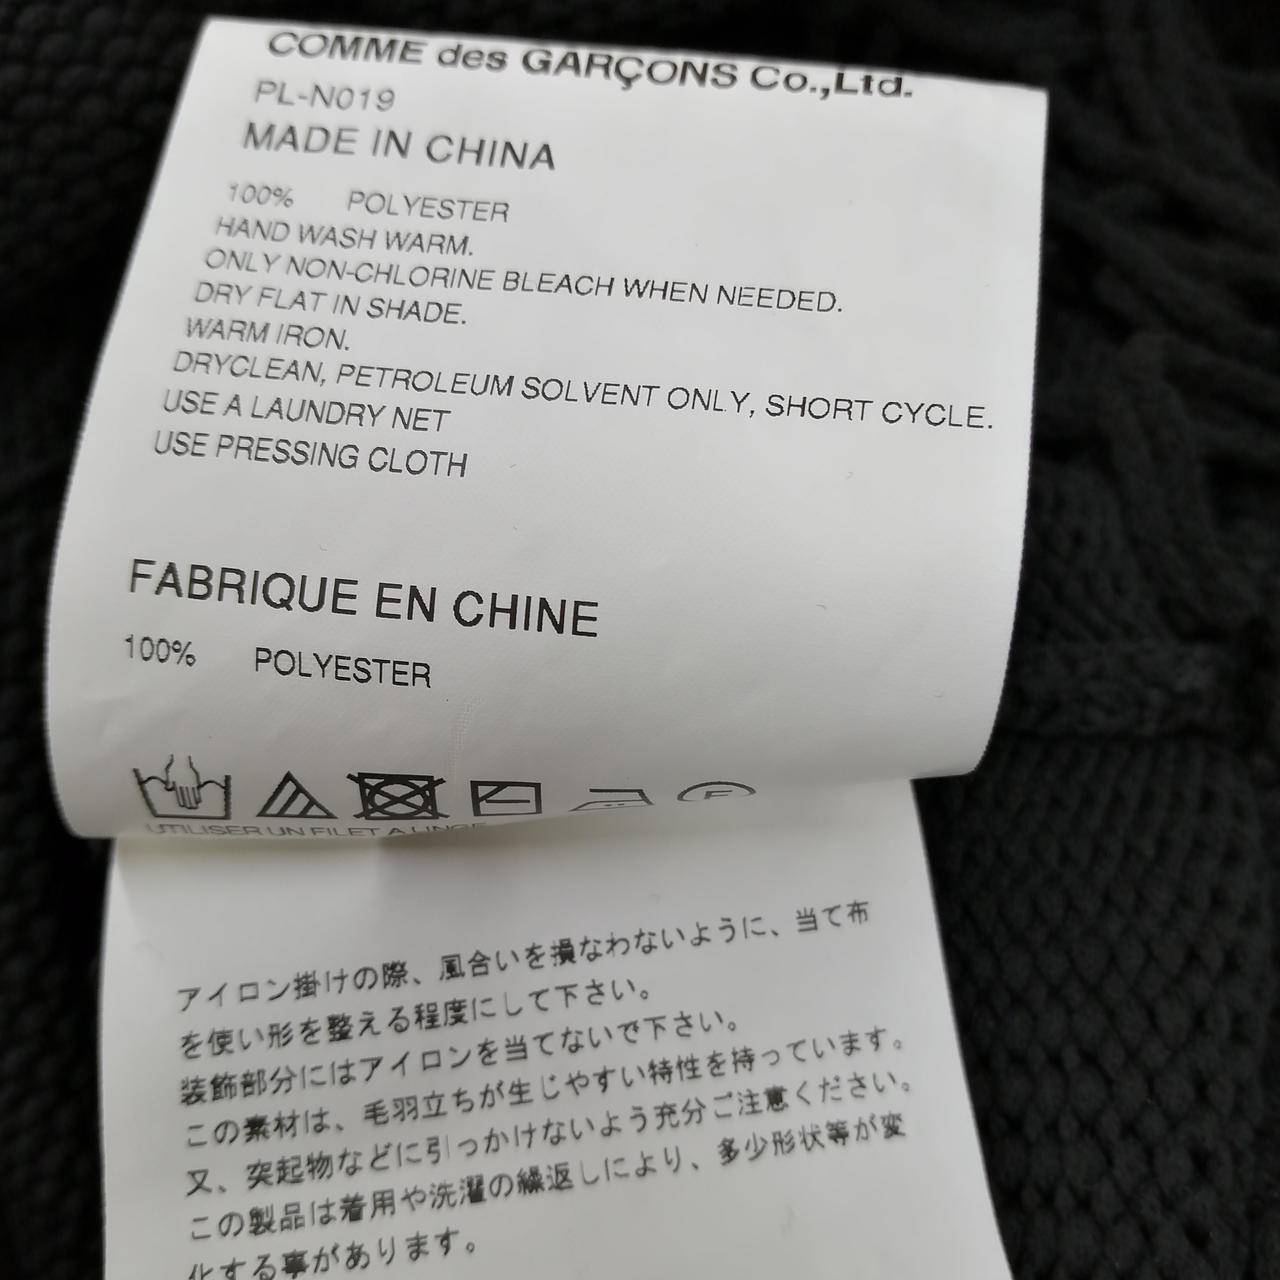 COMME des GARÇONS Co.,Ltd.
PL-N019
MADE IN CHINA
100% POLYESTER
HAND WASH WARM.
ONLY NON-CHLORINE BLEACH WHEN NEEDED.
DRY FLAT IN SHADE.
WARM IRON.
DRYCLEAN, PETROLEUM SOLVENT ONLY, SHORT CYCLE.
USE A LAUNDRY NET
USE PRESSING CLOTH
FABRIQUE EN CHINE
100% POLYESTER
F
UTILISER UN FILET A LINGE
アイロン掛けの際、風合いを損なわないように、当て布
を使い形を整える程度にして下さい。
装飾部分にはアイロンを当てないで下さい。
この素材は、毛羽立ちが生じやすい特性を持っています。
又、突起物などに引っかけないよう充分ご注意ください。
この製品は着用や洗濯の繰返しにより、多少形状等が変
化する事があります。